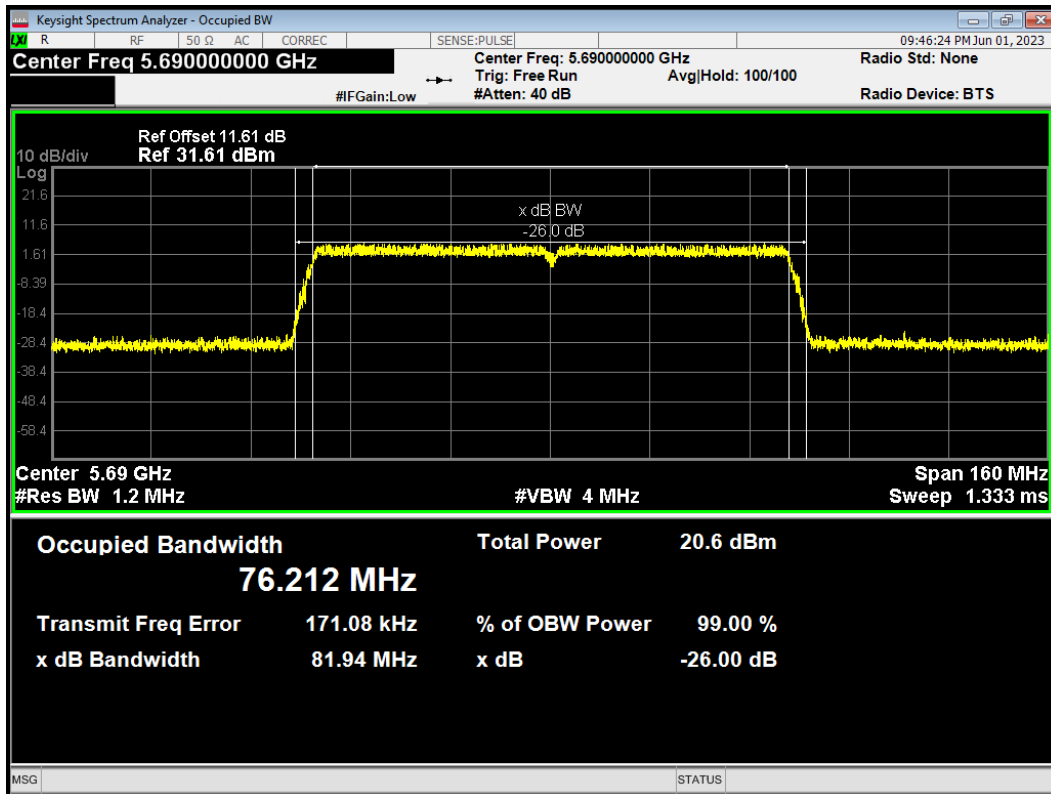 Keysight Spectrum Analyzer - Occupied BW
LXI R RF 50 Ω AC CORREC SENSE:PULSE 09:46:24 PM Jun 01, 2023
Center Freq 5.690000000 GHz
Center Freq: 5.690000000 GHz
Radio Std: None
Trig: Free Run Avg|Hold: 100/100
#IFGain:Low #Atten: 40 dB Radio Device: BTS
Ref Offset 11.61 dB
10 dB/div Ref 31.61 dBm
Log
21.6
x dB BW
11.6
-26.0 dB
1.61
-8.39
-18.4
-28.4
-38.4
-48.4
-58.4
Center 5.69 GHz Span 160 MHz
#Res BW 1.2 MHz #VBW 4 MHz Sweep 1.333 ms
Occupied Bandwidth Total Power 20.6 dBm
76.212 MHz
Transmit Freq Error 171.08 kHz % of OBW Power 99.00 %
x dB Bandwidth 81.94 MHz x dB -26.00 dB
MSG STATUS